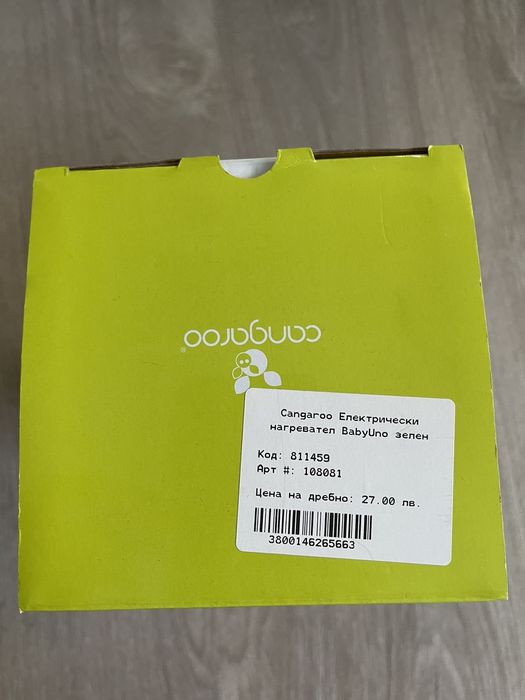 cangaroo®
Cangaroo Електрически
нагревател BabyUno зелен
Код: 811459
Арт #: 108081
Цена на дребно: 27.00 лв.
3800146265663